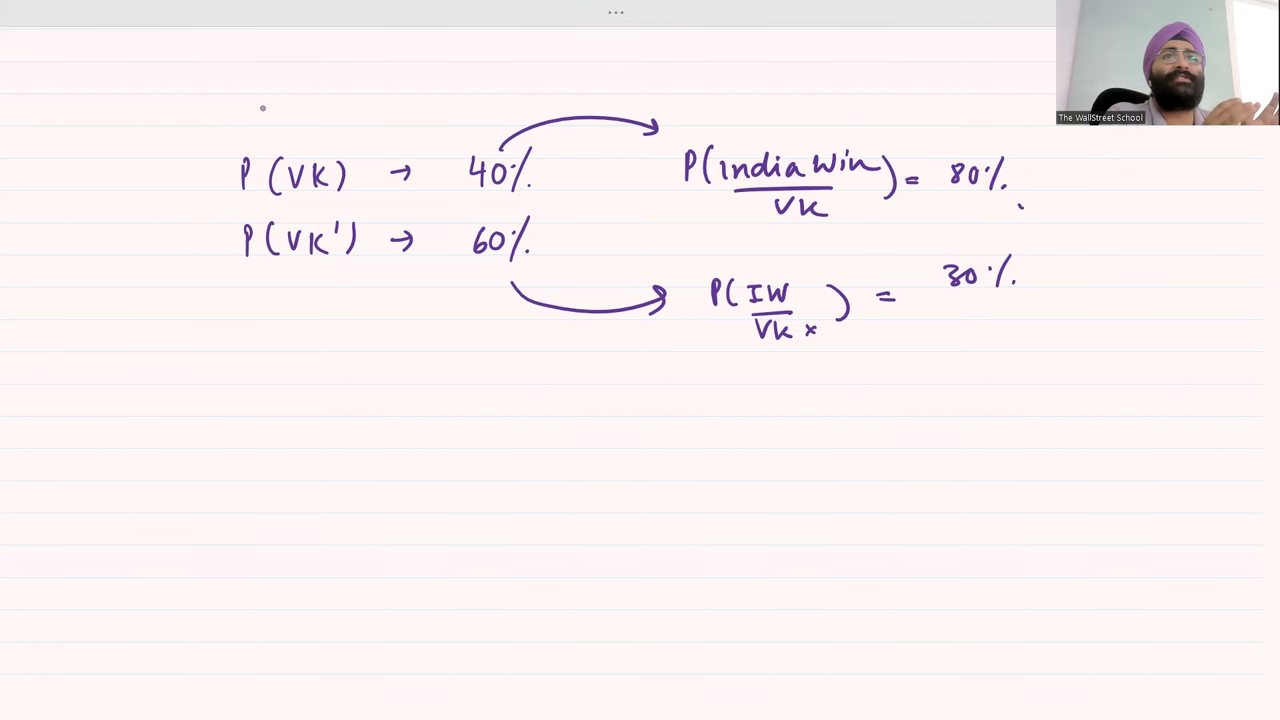 The WallStreet School
P (VK) → 40%. P(India Win / VK) = 80%.
P(VK') → 60%.
P(IW / VK ×) = 30%.